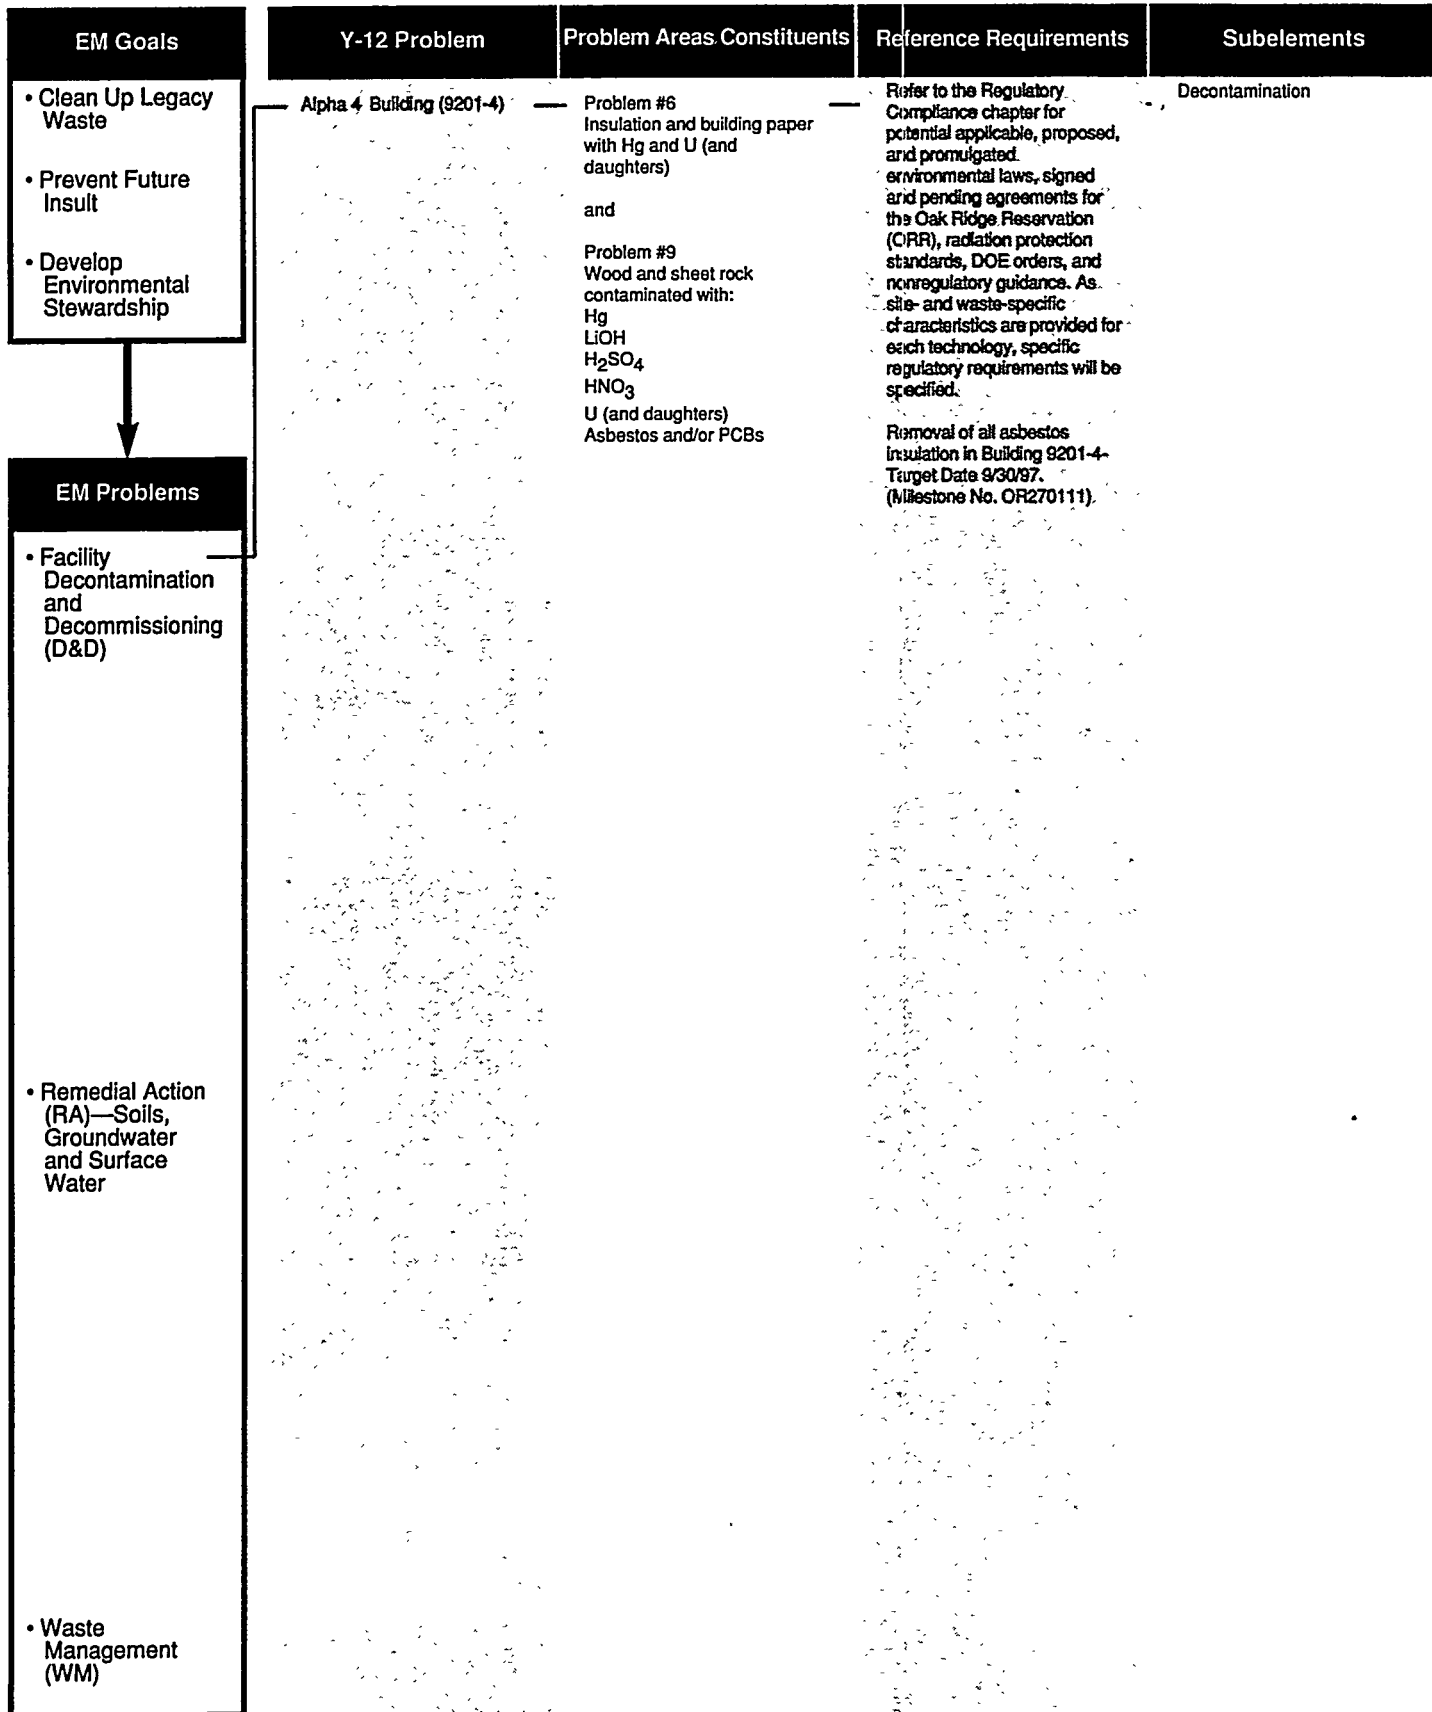 EM Goals
• Clean Up Legacy
Waste
• Prevent Future
Insult
• Develop
Environmental
Stewardship
EM Problems
• Facility
Decontamination
and
Decommissioning
(D&D)
• Remedial Action
(RA)—Soils,
Groundwater
and Surface
Water
• Waste
Management
(WM)
Y-12 Problem
Alpha 4 Building (9201-4)
Problem Areas Constituents
Problem #6
Insulation and building paper
with Hg and U (and
daughters)
and
Problem #9
Wood and sheet rock
contaminated with:
Hg
LiOH
H2SO4
HNO3
U (and daughters)
Asbestos and/or PCBs
Reference Requirements
Refer to the Regulatory
Compliance chapter for
potential applicable, proposed,
and promulgated
environmental laws, signed
and pending agreements for
the Oak Ridge Reservation
(ORR), radiation protection
standards, DOE orders, and
nonregulatory guidance. As
site- and waste-specific
characteristics are provided for
each technology, specific
regulatory requirements will be
specified.
Removal of all asbestos
insulation in Building 9201-4-
Target Date 9/30/97.
(Milestone No. OR270111).
Subelements
Decontamination